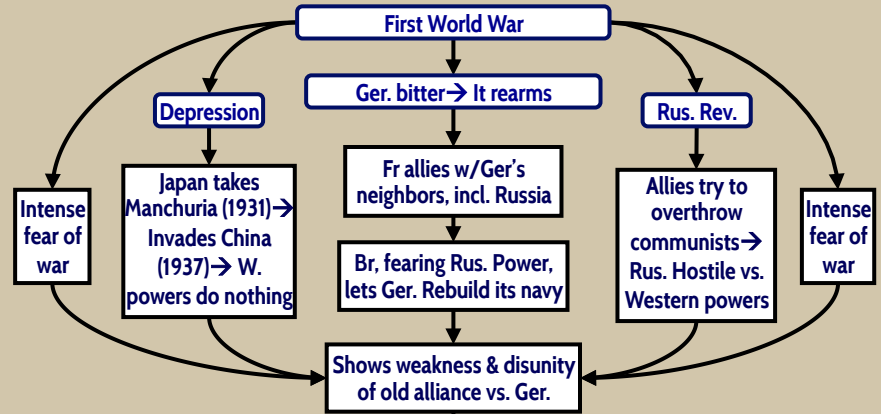 First World War
Depression
Ger. bitter→ It rearms
Rus. Rev.
Intense
fear of
war
Japan takes
Manchuria (1931)→
Invades China
(1937)→ W.
powers do nothing
Fr allies w/Ger's
neighbors, incl. Russia
Br, fearing Rus. Power,
lets Ger. Rebuild its navy
Allies try to
overthrow
communists→
Rus. Hostile vs.
Western powers
Intense
fear of
war
Shows weakness & disunity
of old alliance vs. Ger.